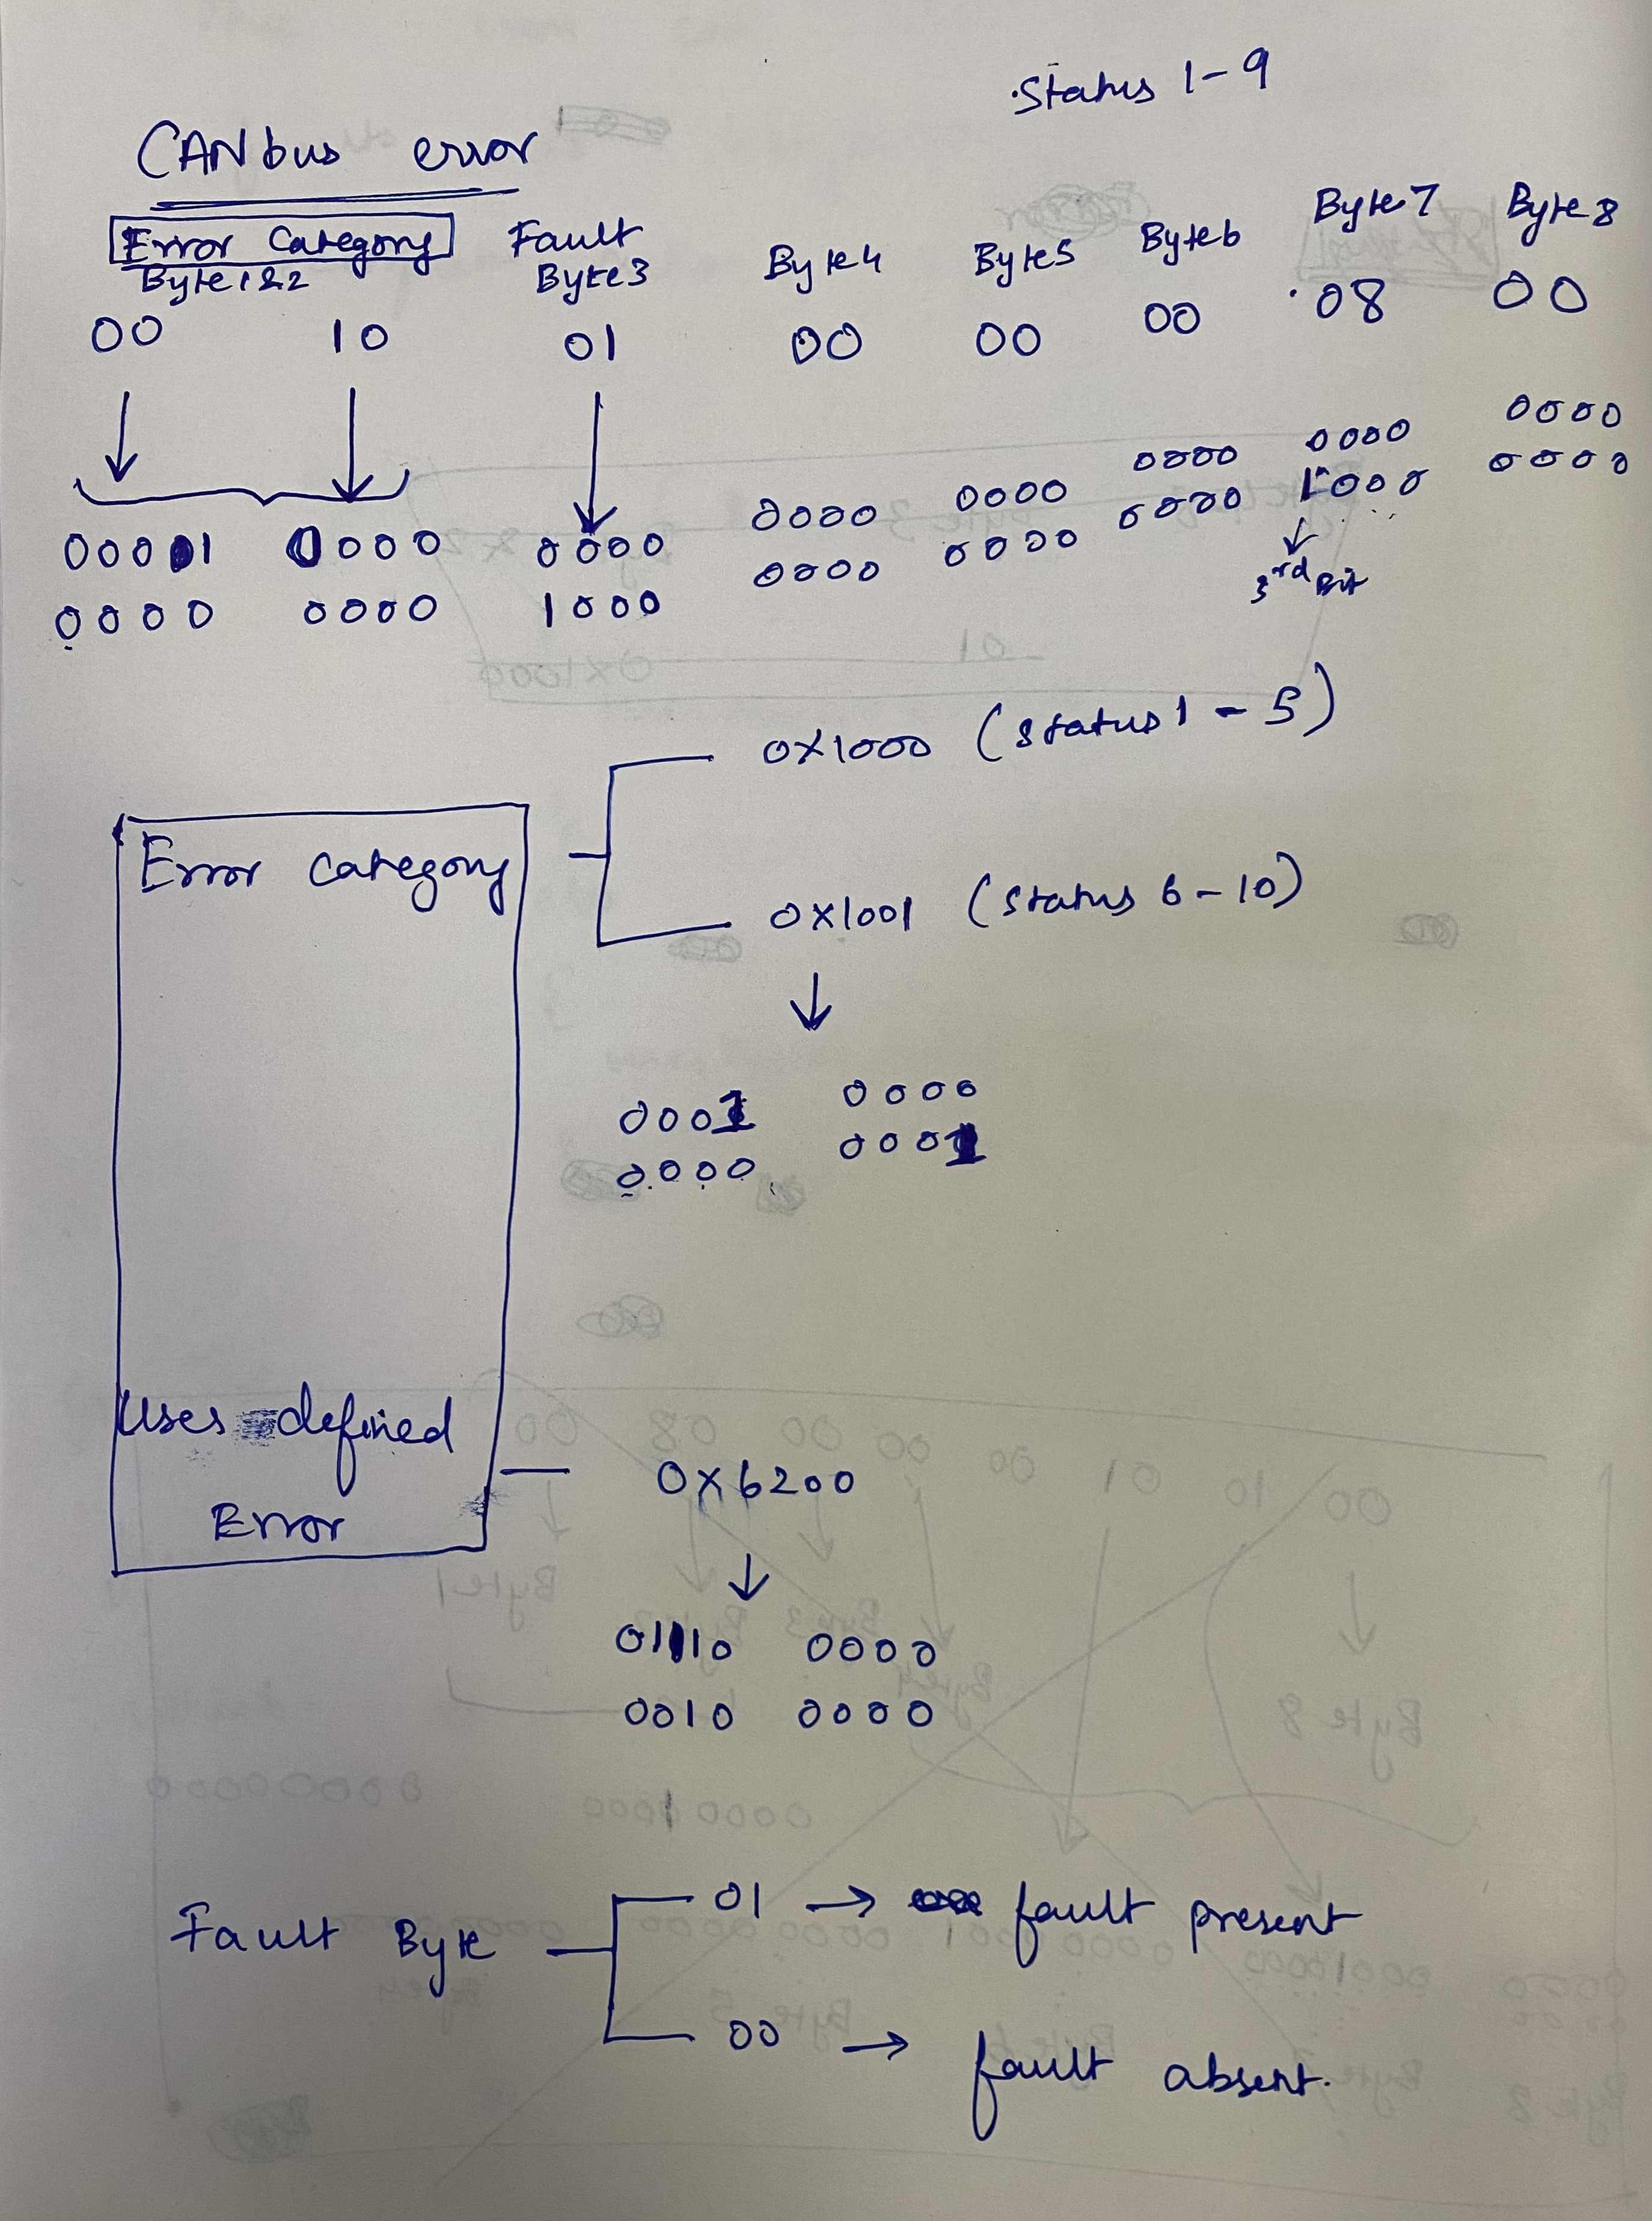 Status 1-9
CANbus error
Error Category Fault Byte4 Byte5 Byte6 Byte7 Byte8
Byte1&2 Byte3
00 10 01 00 00 00 08 00
0001 0000 0000 0000 0000 0000 0000 0000
0000 0000 1000 0000 0000 0000 1000 0000
3rd Bit
0x1000 (status1-5)
Error category
0x1001 (status 6-10)
0001 0000
0000 0001
Uses defined
0x6200
Error
0110 0000
0010 0000
01 → fault present
Fault Byte
00 → fault absent.